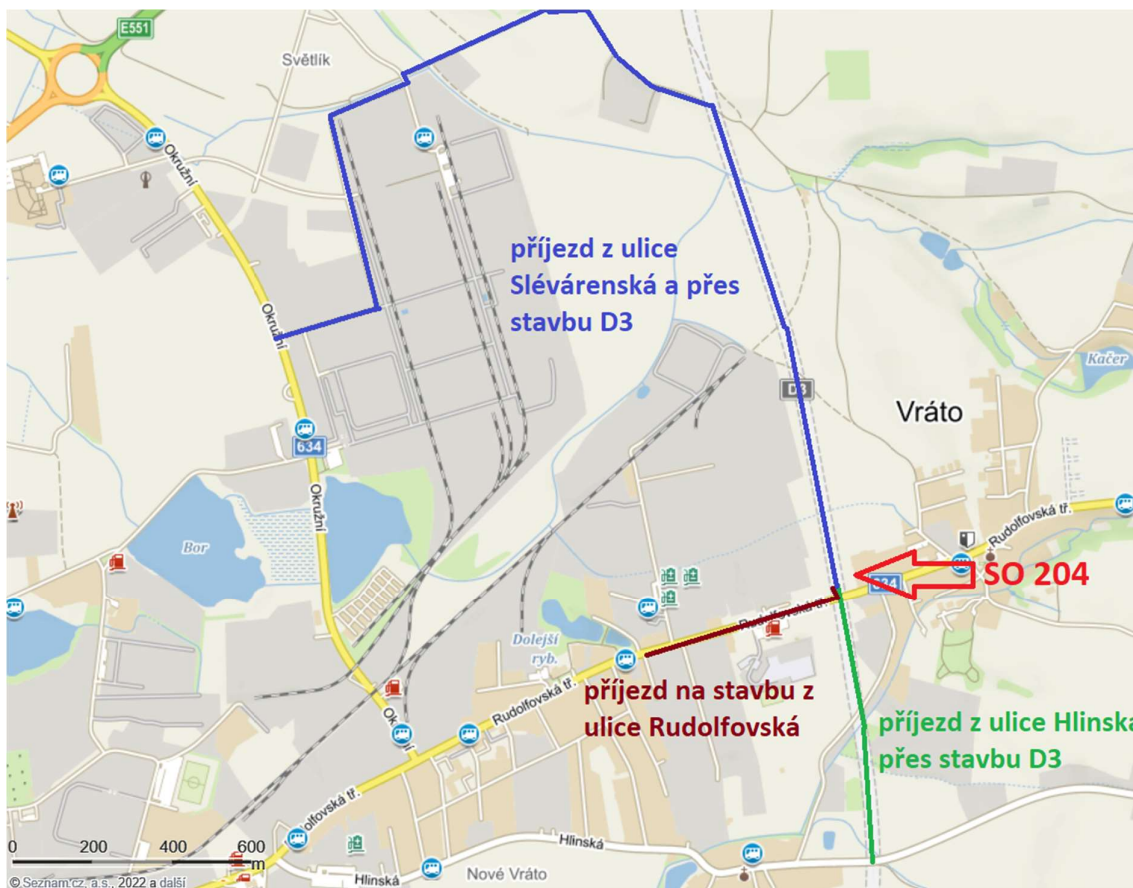 E551
Světlík
Okružní
příjezd z ulice
Slévárenská a přes
stavbu D3
Okružní
D3
Kačer
Vráto
634
Okružní
Rudolfovská tř.
Bor
SO 204
634
Rudolfovská tř.
Dolejší
ryb.
příjezd na stavbu z
ulice Rudolfovská
Rudolfovská tř.
příjezd z ulice Hlinská
přes stavbu D3
Hlinská
Nové Vráto
Hlinská
0 200 400 600
m
© Seznam.cz, a.s., 2022 a další